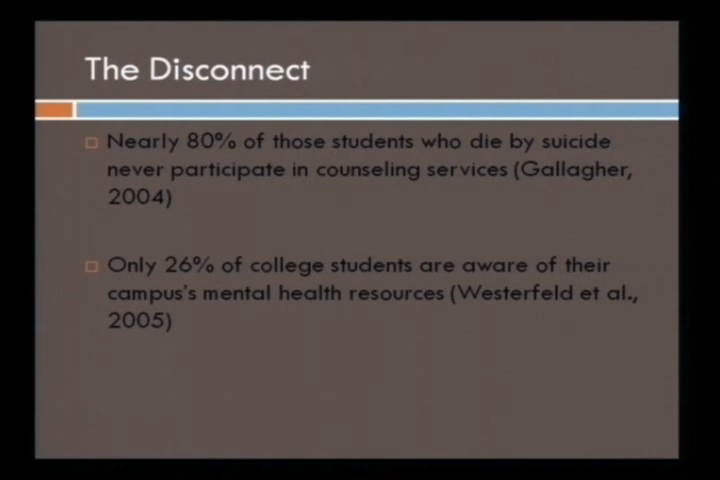 The Disconnect
Nearly 80% of those students who die by suicide
never participate in counseling services (Gallagher,
2004)
Only 26% of college students are aware of their
campus's mental health resources (Westerfeld et al.,
2005)